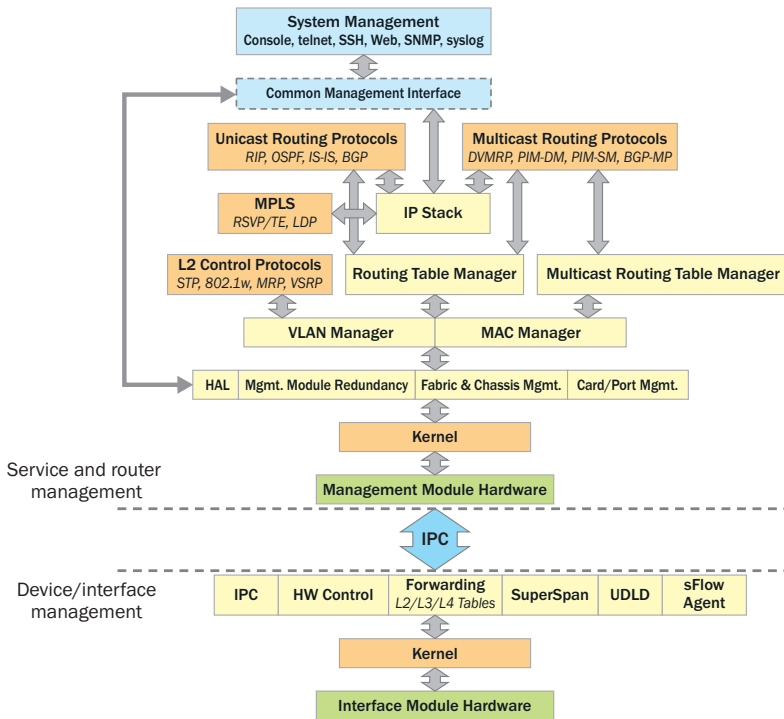 System Management
Console, telnet, SSH, Web, SNMP, syslog
Common Management Interface
Unicast Routing Protocols
RIP, OSPF, IS-IS, BGP
Multicast Routing Protocols
DVMRP, PIM-DM, PIM-SM, BGP-MP
MPLS
RSVP/TE, LDP
IP Stack
L2 Control Protocols
STP, 802.1w, MRP, VSRP
Routing Table Manager
Multicast Routing Table Manager
VLAN Manager
MAC Manager
HAL
Mgmt. Module Redundancy
Fabric & Chassis Mgmt.
Card/Port Mgmt.
Kernel
Service and router
management
Management Module Hardware
IPC
Device/interface
management
IPC
HW Control
Forwarding
L2/L3/L4 Tables
SuperSpan
UDLD
sFlow
Agent
Kernel
Interface Module Hardware